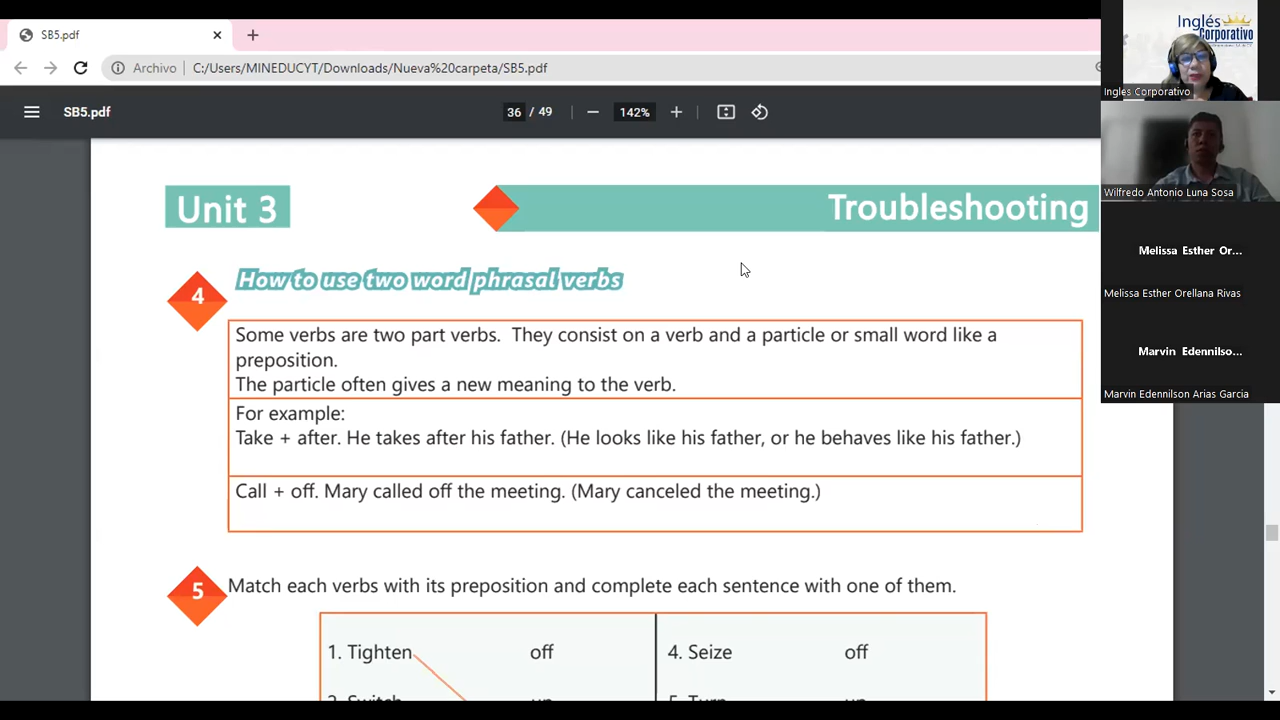 SB5.pdf
Archivo
C:/Users/MINEDUCYT/Downloads/Nueva%20carpeta/SB5.pdf
SB5.pdf
36 / 49
142%
Unit 3
Troubleshooting
4
How to use two word phrasal verbs
Some verbs are two part verbs. They consist on a verb and a particle or small word like a
preposition.
The particle often gives a new meaning to the verb.
For example:
Take + after. He takes after his father. (He looks like his father, or he behaves like his father.)
Call + off. Mary called off the meeting. (Mary canceled the meeting.)
5
Match each verbs with its preposition and complete each sentence with one of them.
1. Tighten off
4. Seize off
2. Switch up
5. Turn up
Inglés
Corporativo
Ingles Corporativo
Wilfredo Antonio Luna Sosa
Melissa Esther Or...
Melissa Esther Orellana Rivas
Marvin Edennilso...
Marvin Edennilson Arias Garcia